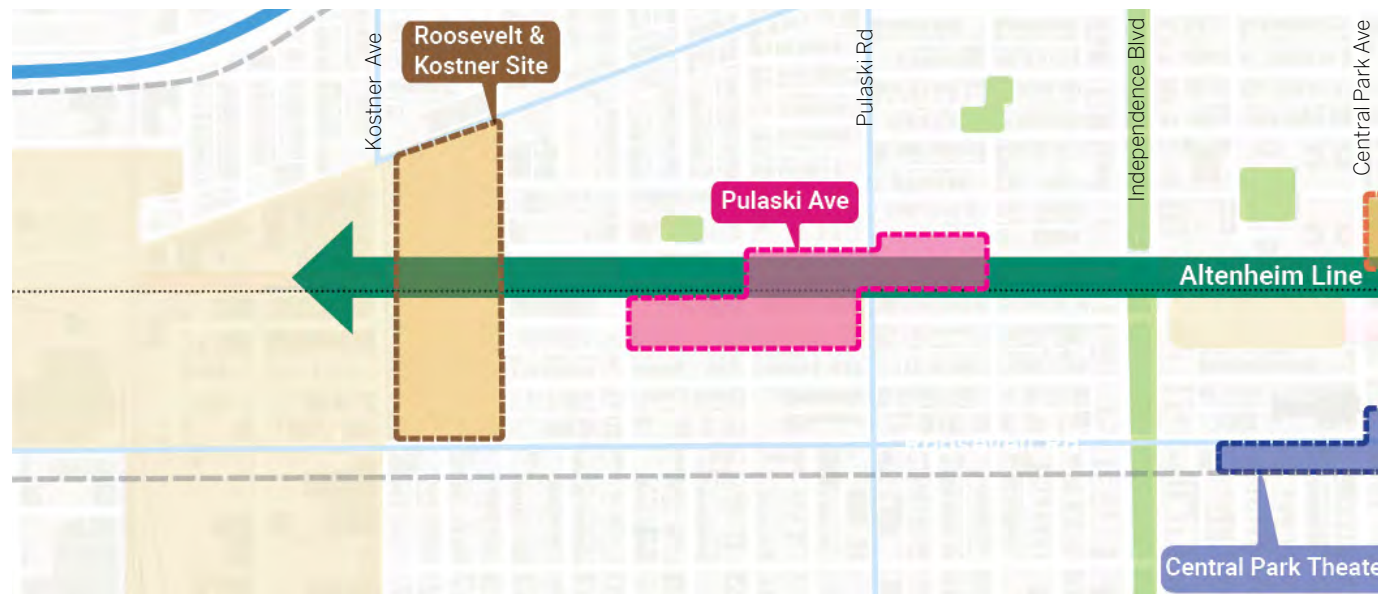 Kostner Ave
Roosevelt &
Kostner Site
Pulaski Rd
Independence Blvd
Central Park Ave
Pulaski Ave
Altenheim Line
Roosevelt Rd
Central Park Theate